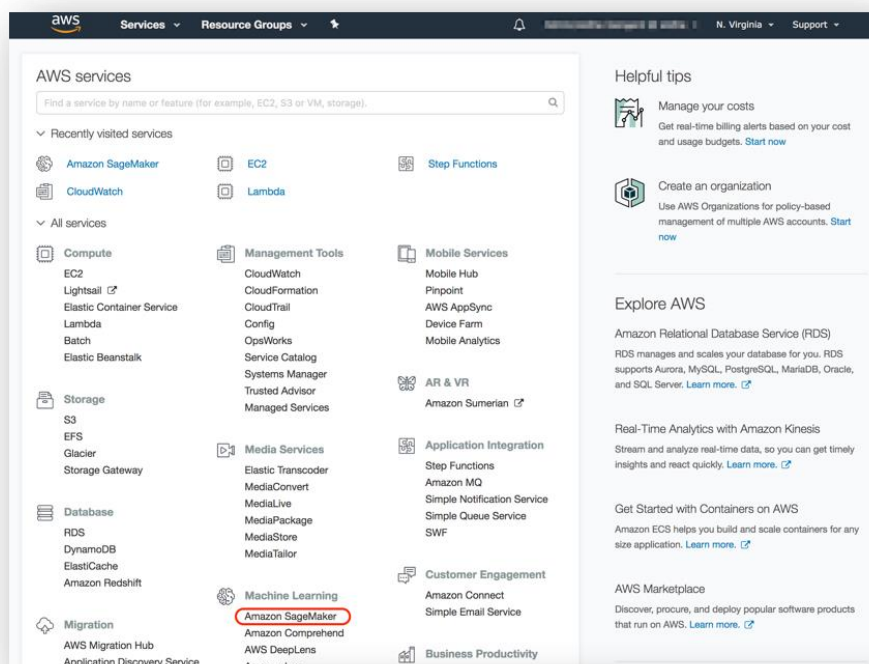 aws
Services
Resource Groups
N. Virginia
Support
AWS services
Find a service by name or feature (for example, EC2, S3 or VM, storage).
Recently visited services
Amazon SageMaker
EC2
Step Functions
CloudWatch
Lambda
All services
Compute
EC2
Lightsail
Elastic Container Service
Lambda
Batch
Elastic Beanstalk
Storage
S3
EFS
Glacier
Storage Gateway
Database
RDS
DynamoDB
ElastiCache
Amazon Redshift
Migration
AWS Migration Hub
Application Discovery Service
Management Tools
CloudWatch
CloudFormation
CloudTrail
Config
OpsWorks
Service Catalog
Systems Manager
Trusted Advisor
Managed Services
Media Services
Elastic Transcoder
MediaConvert
MediaLive
MediaPackage
MediaStore
MediaTailor
Machine Learning
Amazon SageMaker
Amazon Comprehend
AWS DeepLens
Mobile Services
Mobile Hub
Pinpoint
AWS AppSync
Device Farm
Mobile Analytics
AR & VR
Amazon Sumerian
Application Integration
Step Functions
Amazon MQ
Simple Notification Service
Simple Queue Service
SWF
Customer Engagement
Amazon Connect
Simple Email Service
Business Productivity
Helpful tips
Manage your costs
Get real-time billing alerts based on your cost
and usage budgets. Start now
Create an organization
Use AWS Organizations for policy-based
management of multiple AWS accounts. Start
now
Explore AWS
Amazon Relational Database Service (RDS)
RDS manages and scales your database for you. RDS
supports Aurora, MySQL, PostgreSQL, MariaDB, Oracle,
and SQL Server. Learn more.
Real-Time Analytics with Amazon Kinesis
Stream and analyze real-time data, so you can get timely
insights and react quickly. Learn more.
Get Started with Containers on AWS
Amazon ECS helps you build and scale containers for any
size application. Learn more.
AWS Marketplace
Discover, procure, and deploy popular software products
that run on AWS. Learn more.